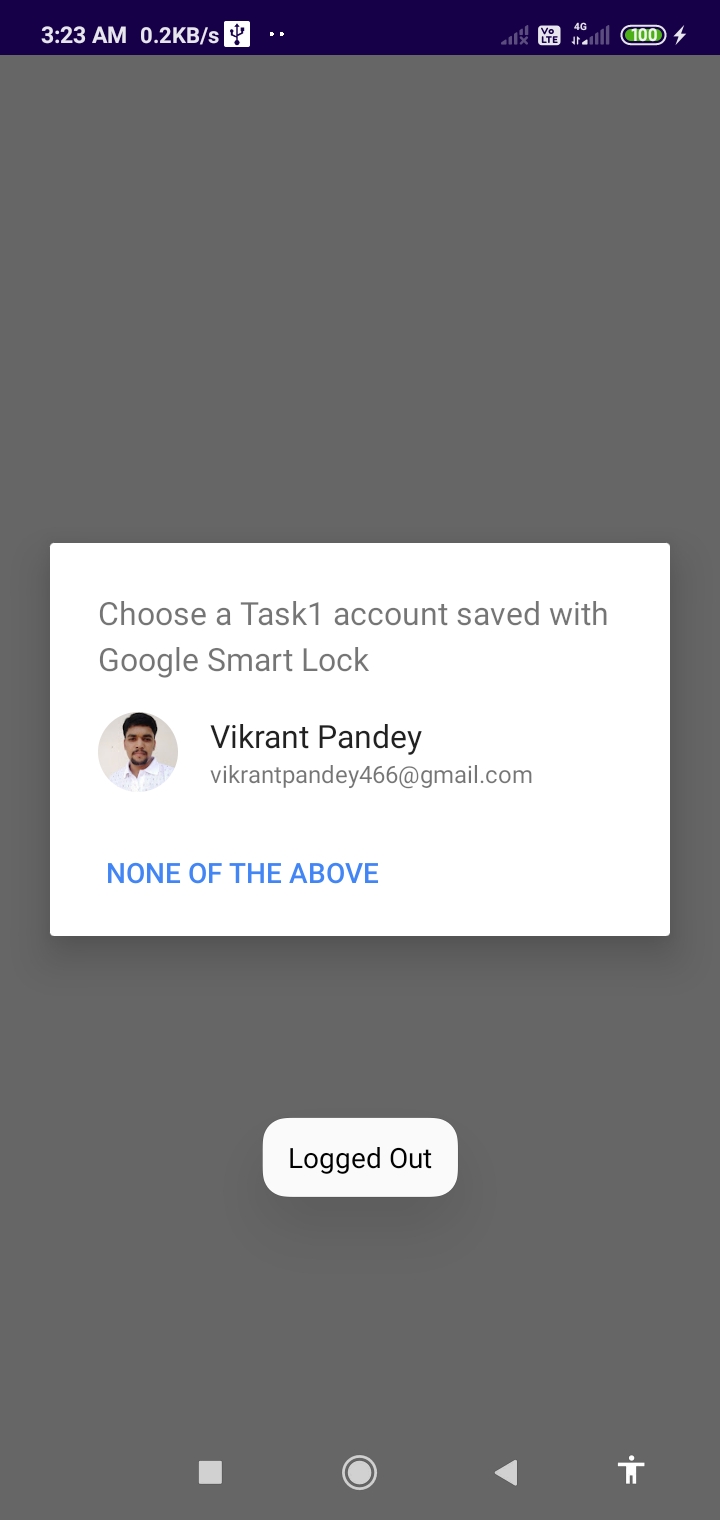 3:23 AM 0.2KB/s
Vo LTE 4G 100
Choose a Task1 account saved with
Google Smart Lock
Vikrant Pandey
vikrantpandey466@gmail.com
NONE OF THE ABOVE
Logged Out